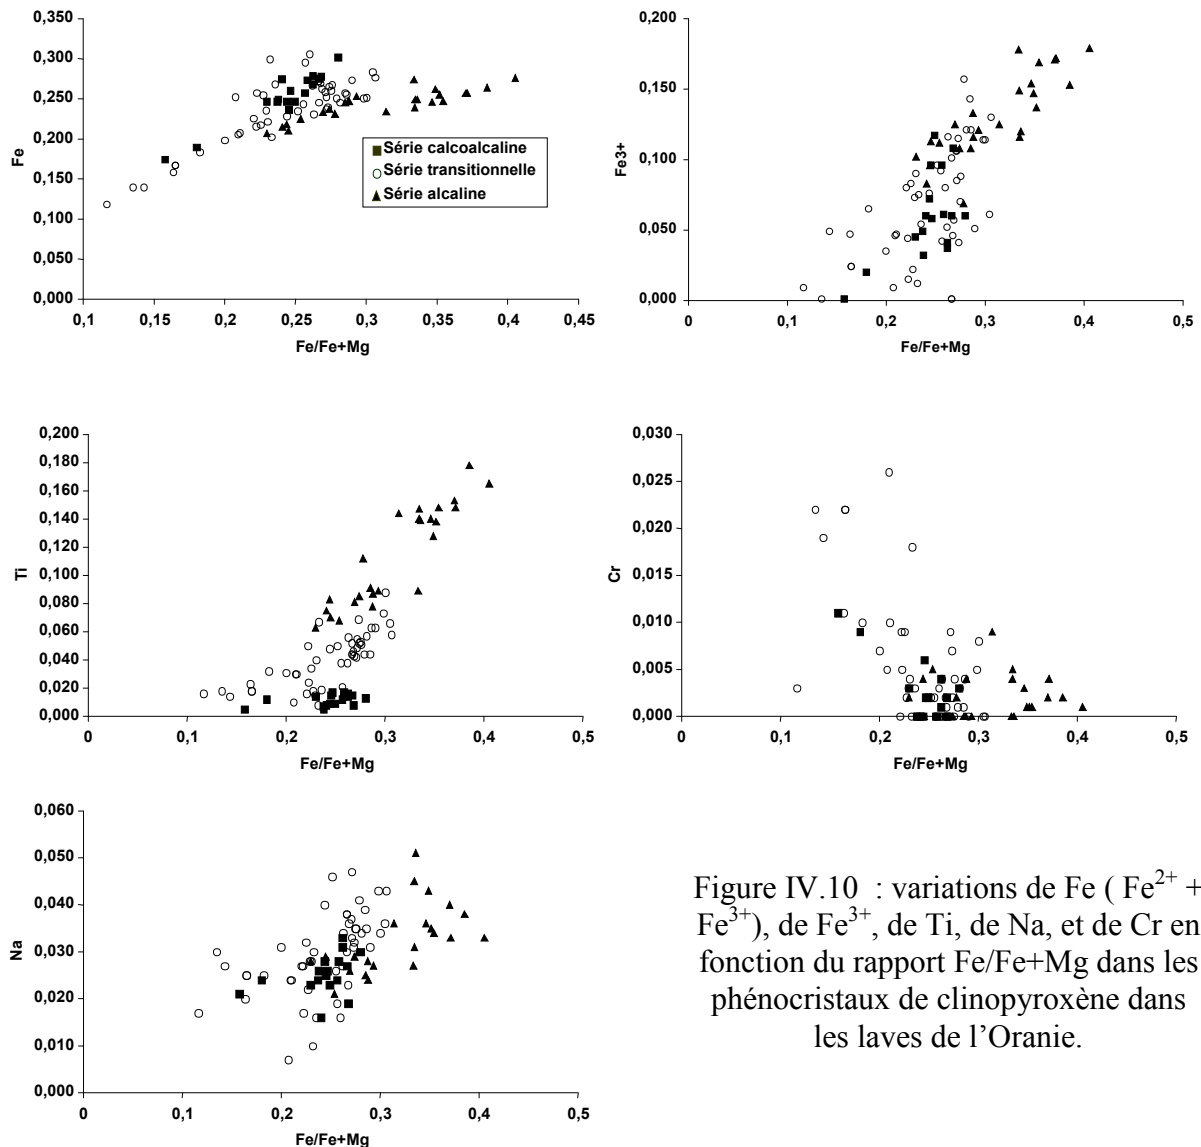 0,350
0,300
0,250
0,200
0,150
0,100
0,050
0,000
Fe
0,1 0,15 0,2 0,25 0,3 0,35 0,4 0,45
Fe/Fe+Mg
Série calcoalcaline
Série transitionnelle
Série alcaline
0,200
0,150
0,100
0,050
0,000
Fe3+
0 0,1 0,2 0,3 0,4 0,5
Fe/Fe+Mg
0,200
0,180
0,160
0,140
0,120
0,100
0,080
0,060
0,040
0,020
0,000
Ti
0 0,1 0,2 0,3 0,4 0,5
Fe/Fe+Mg
0,030
0,025
0,020
0,015
0,010
0,005
0,000
Cr
0 0,1 0,2 0,3 0,4 0,5
Fe/Fe+Mg
0,060
0,050
0,040
0,030
0,020
0,010
0,000
Na
0 0,1 0,2 0,3 0,4 0,5
Fe/Fe+Mg
Figure IV.10 : variations de Fe ( Fe²⁺ +
Fe³⁺), de Fe³⁺, de Ti, de Na, et de Cr en
fonction du rapport Fe/Fe+Mg dans les
phénocristaux de clinopyroxène dans
les laves de l’Oranie.